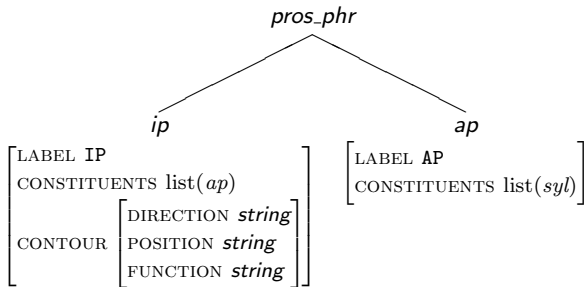 pros_phr
ip
ap
LABEL IP
CONSTITUENTS list(ap)
CONTOUR
DIRECTION string
POSITION string
FUNCTION string
LABEL AP
CONSTITUENTS list(syl)